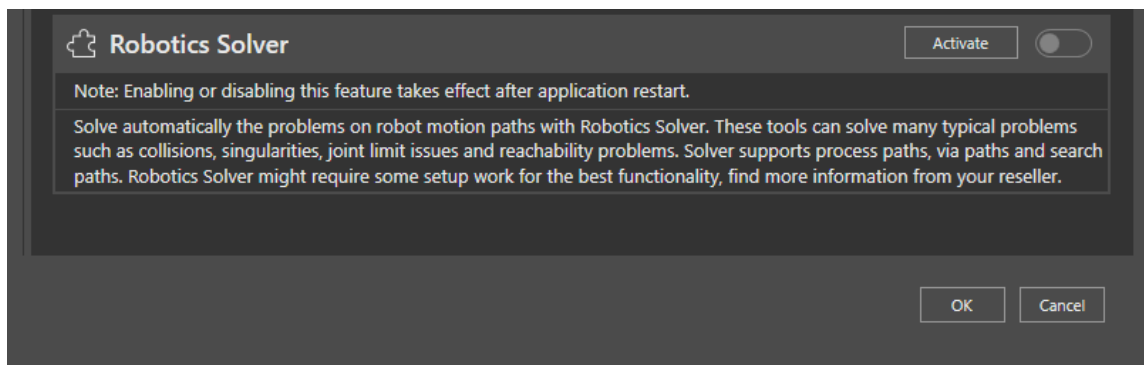 Robotics Solver
Activate
Note: Enabling or disabling this feature takes effect after application restart.
Solve automatically the problems on robot motion paths with Robotics Solver. These tools can solve many typical problems
such as collisions, singularities, joint limit issues and reachability problems. Solver supports process paths, via paths and search
paths. Robotics Solver might require some setup work for the best functionality, find more information from your reseller.
OK
Cancel